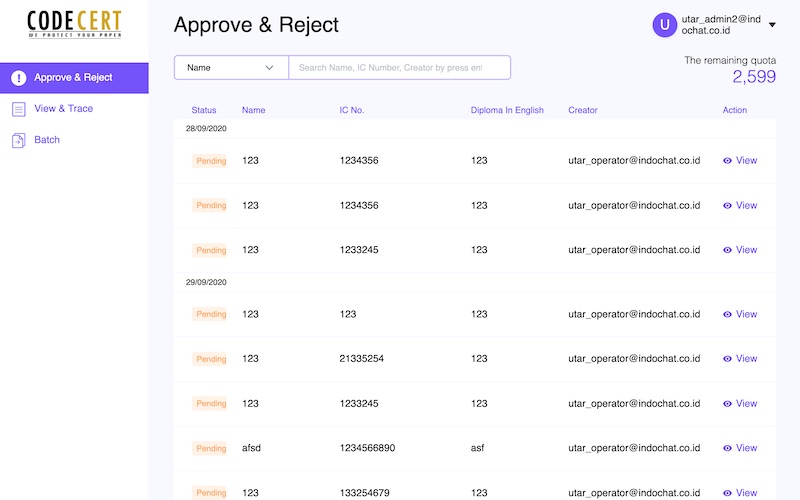 CODECERT
WE PROTECT YOUR PAPER
Approve & Reject
View & Trace
Batch
Approve & Reject
U
utar_admin2@ind
ochat.co.id
Name
Search Name, IC Number, Creator by press ent
The remaining quota
2,599
Status Name IC No. Diploma In English Creator Action
28/09/2020
Pending 123 1234356 123 utar_operator@indochat.co.id View
Pending 123 1234356 123 utar_operator@indochat.co.id View
Pending 123 1233245 123 utar_operator@indochat.co.id View
29/09/2020
Pending 123 123 123 utar_operator@indochat.co.id View
Pending 123 21335254 123 utar_operator@indochat.co.id View
Pending 123 1233245 123 utar_operator@indochat.co.id View
Pending afsd 1234566890 asf utar_operator@indochat.co.id View
Pending 123 133254679 123 utar_operator@indochat.co.id View